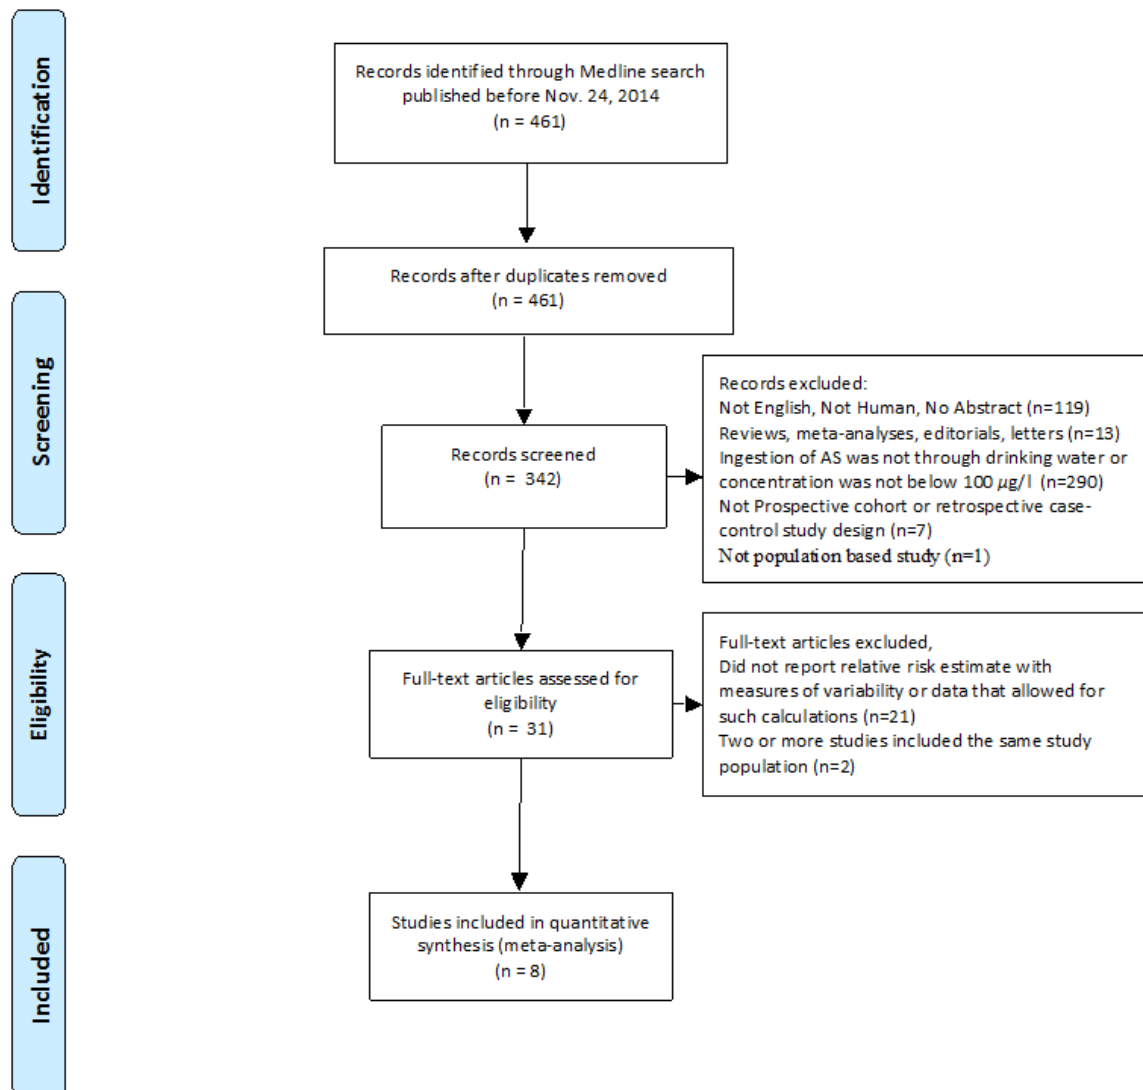 Identification
Records identified through Medline search
published before Nov. 24, 2014
(n = 461)
Records after duplicates removed
(n = 461)
Screening
Records screened
(n = 342)
Records excluded:
Not English, Not Human, No Abstract (n=119)
Reviews, meta-analyses, editorials, letters (n=13)
Ingestion of AS was not through drinking water or
concentration was not below 100 µg/l (n=290)
Not Prospective cohort or retrospective case-
control study design (n=7)
Not population based study (n=1)
Eligibility
Full-text articles assessed for
eligibility
(n = 31)
Full-text articles excluded,
Did not report relative risk estimate with
measures of variability or data that allowed for
such calculations (n=21)
Two or more studies included the same study
population (n=2)
Included
Studies included in quantitative
synthesis (meta-analysis)
(n = 8)